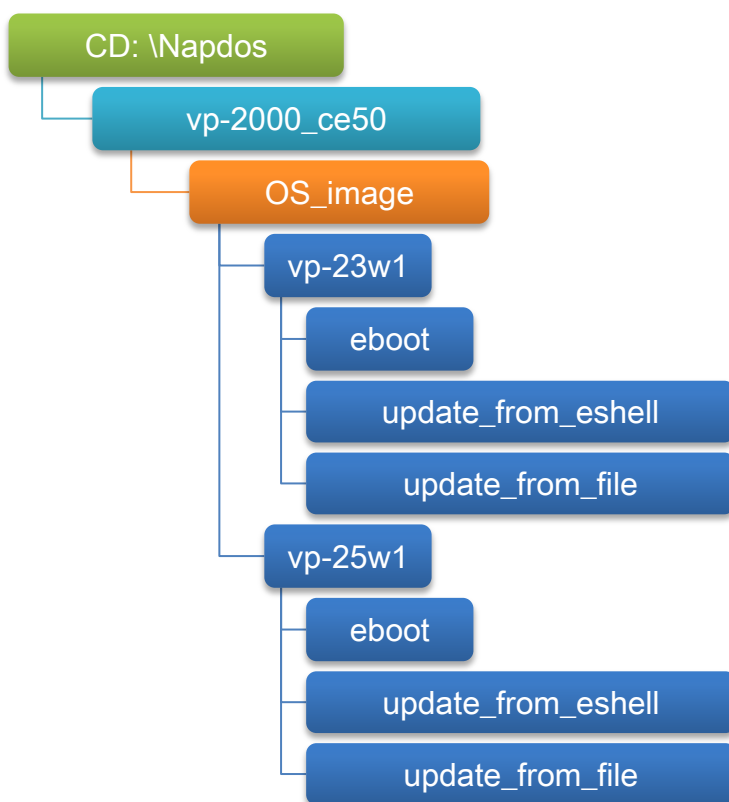 CD: \Napdos
vp-2000_ce50
OS_image
vp-23w1
eboot
update_from_eshell
update_from_file
vp-25w1
eboot
update_from_eshell
update_from_file